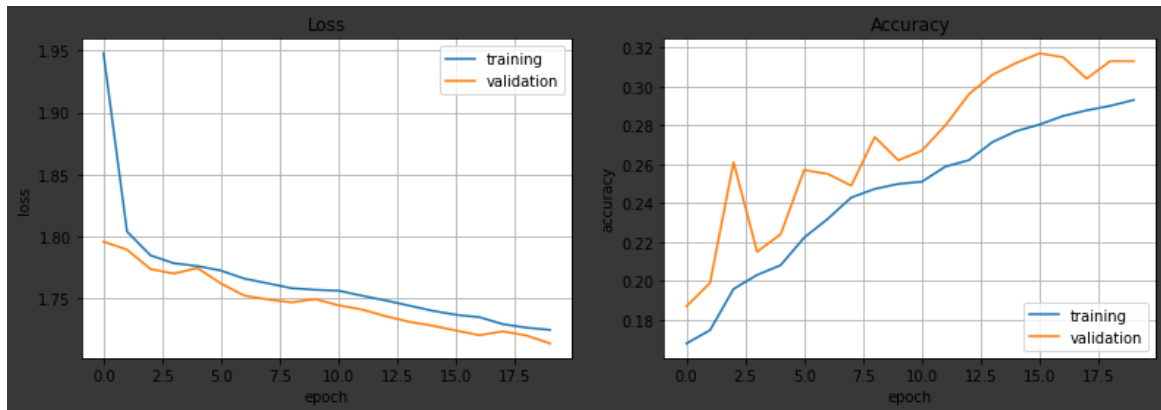 Loss
1.95
1.90
1.85
1.80
1.75
loss
training
validation
0.0 2.5 5.0 7.5 10.0 12.5 15.0 17.5
epoch
Accuracy
0.32
0.30
0.28
0.26
0.24
0.22
0.20
0.18
accuracy
training
validation
0.0 2.5 5.0 7.5 10.0 12.5 15.0 17.5
epoch